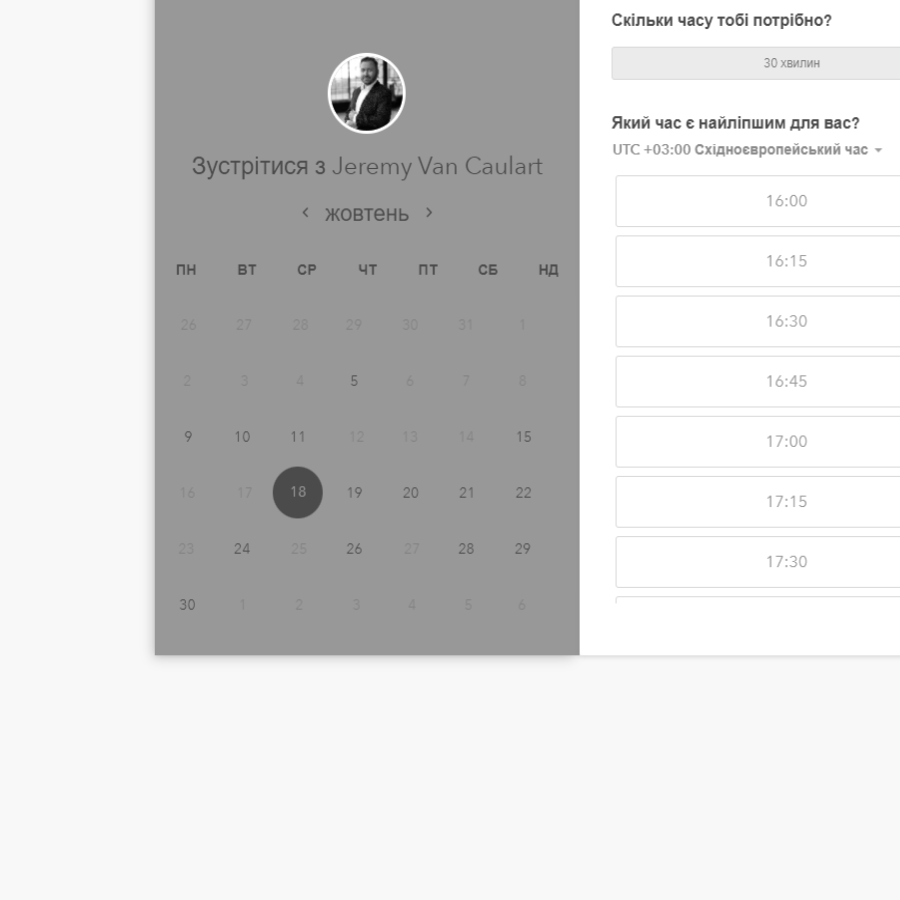 Зустрітися з Jeremy Van Caulart
‹ жовтень ›
ПН ВТ СР ЧТ ПТ СБ НД
26 27 28 29 30 31 1
2 3 4 5 6 7 8
9 10 11 12 13 14 15
16 17 18 19 20 21 22
23 24 25 26 27 28 29
30 1 2 3 4 5 6
Скільки часу тобі потрібно?
30 хвилин
Який час є найліпшим для вас?
UTC +03:00 Східноєвропейський час
16:00
16:15
16:30
16:45
17:00
17:15
17:30